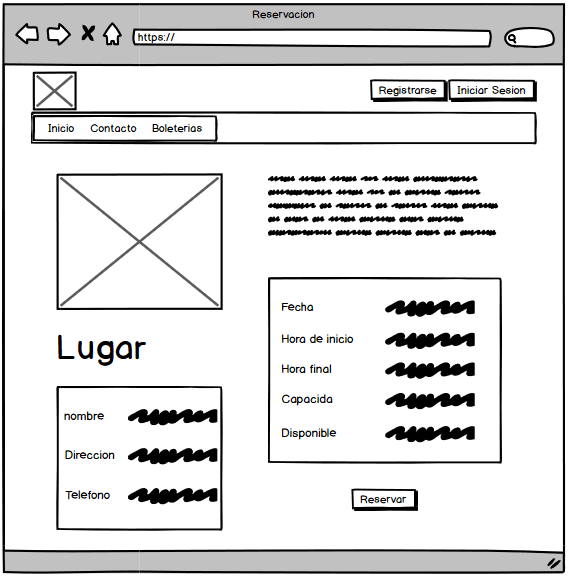 Reservacion
https://
Registrarse Iniciar Sesion
Inicio Contacto Boleterias
Lugar
nombre
Direccion
Telefono
Fecha
Hora de inicio
Hora final
Capacida
Disponible
Reservar